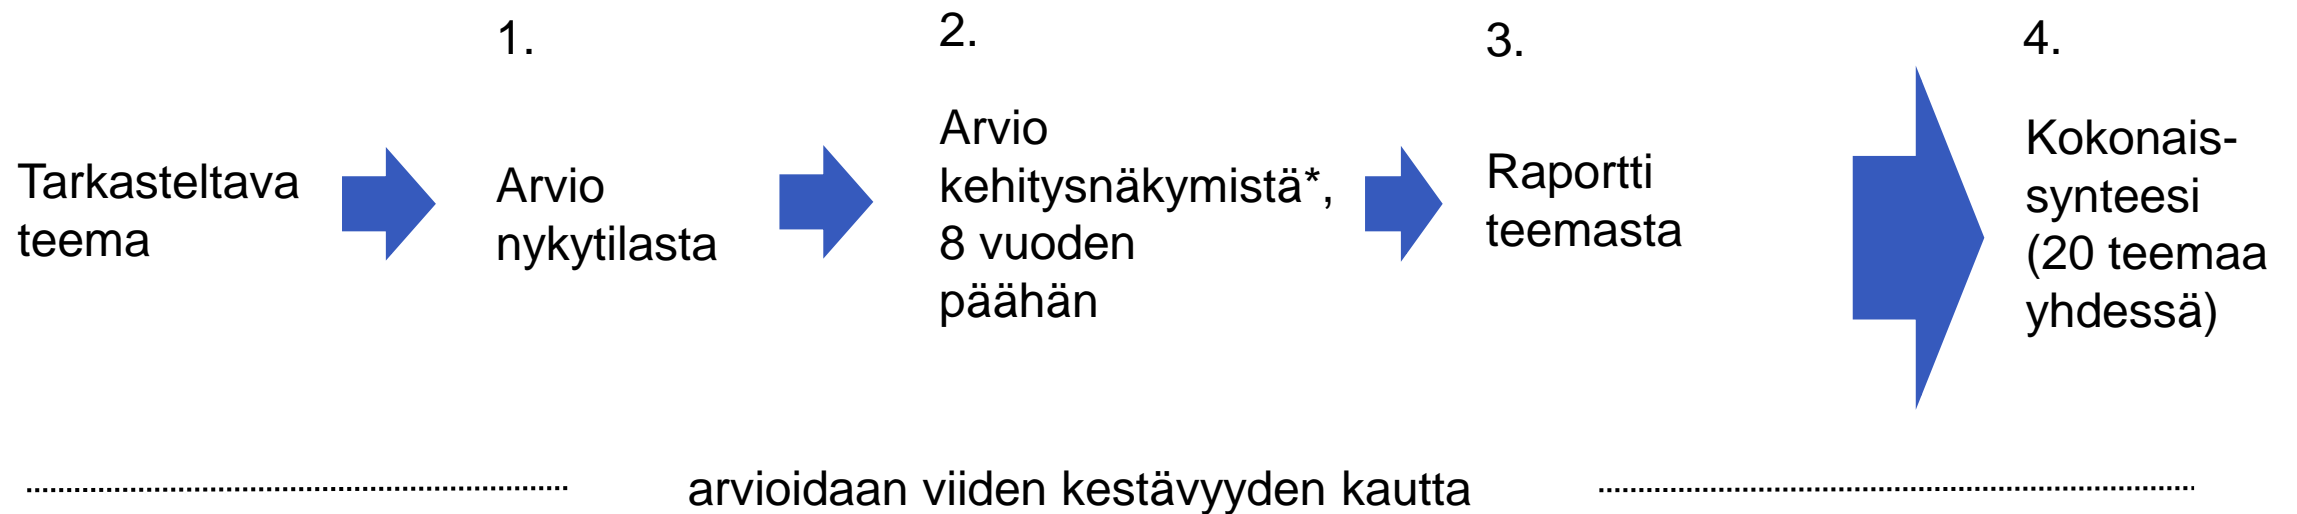 Tarkasteltava
teema
1.
Arvio
nykytilasta
2.
Arvio
kehitysnäkymistä*,
8 vuoden
päähän
3.
Raportti
teemasta
4.
Kokonais-
synteesi
(20 teemaa
yhdessä)
arvioidaan viiden kestävyyden kautta